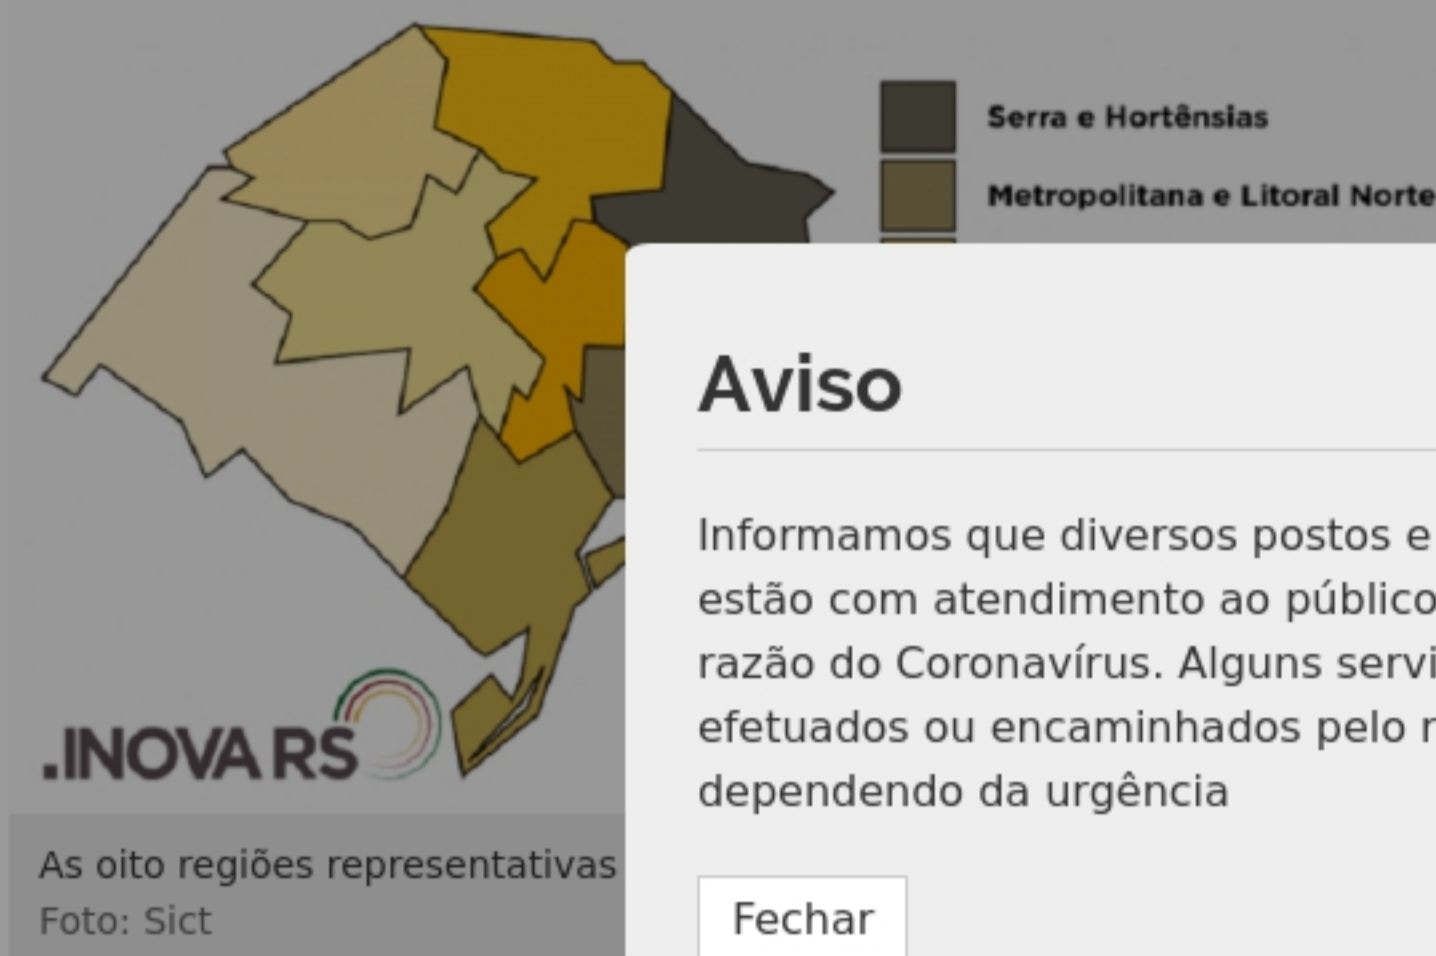 Serra e Hortênsias
Metropolitana e Litoral Norte
Aviso
Informamos que diversos postos e
estão com atendimento ao público
razão do Coronavírus. Alguns
efetuados ou encaminhados pelo
dependendo da urgência
Fechar
.INOVA RS
As oito regiões representativas
Foto: Sict